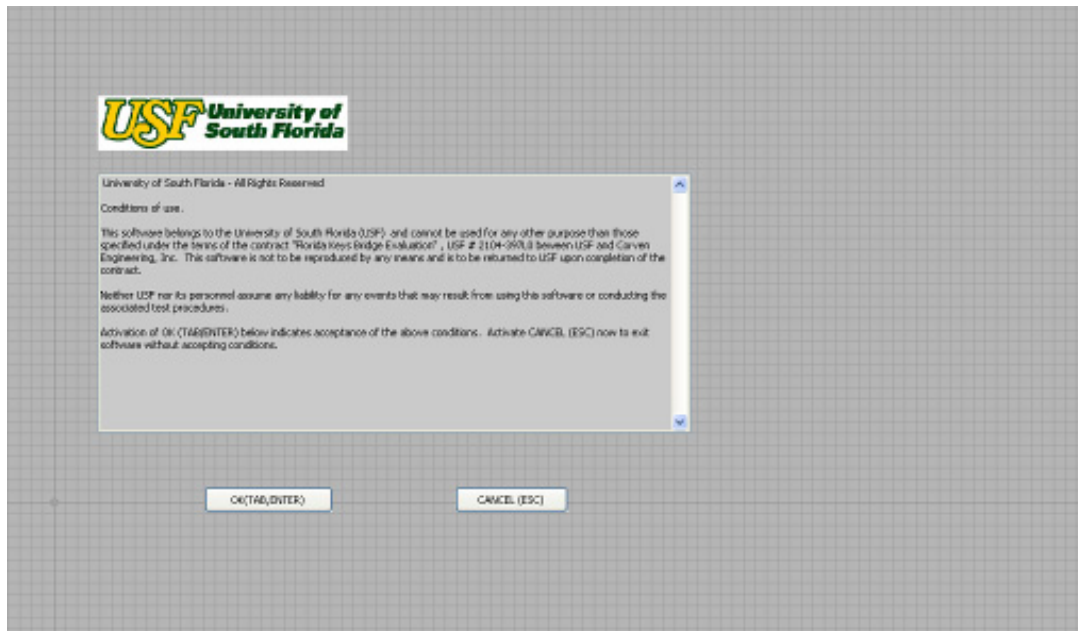 USF University of
South Florida
University of South Florida - All Rights Reserved
Conditions of use.
This software belongs to the University of South Florida (USF) and cannot be used for any other purpose than those
specified under the terms of the contract "Florida Keys Bridge Evaluation" , USF # 2104-397L0 beween USF and Corven
Engineering, Inc. This software is not to be reproduced by any means and is to be returned to USF upon completion of the
contract.
Neither USF nor its personnel assume any liability for any events that may result from using this software or conducting the
associated test procedures.
Activation of OK (TAB/ENTER) below indicates acceptance of the above conditions. Activate CANCEL (ESC) now to exit
software without accepting conditions.
OK(TAB,ENTER)
CANCEL (ESC)